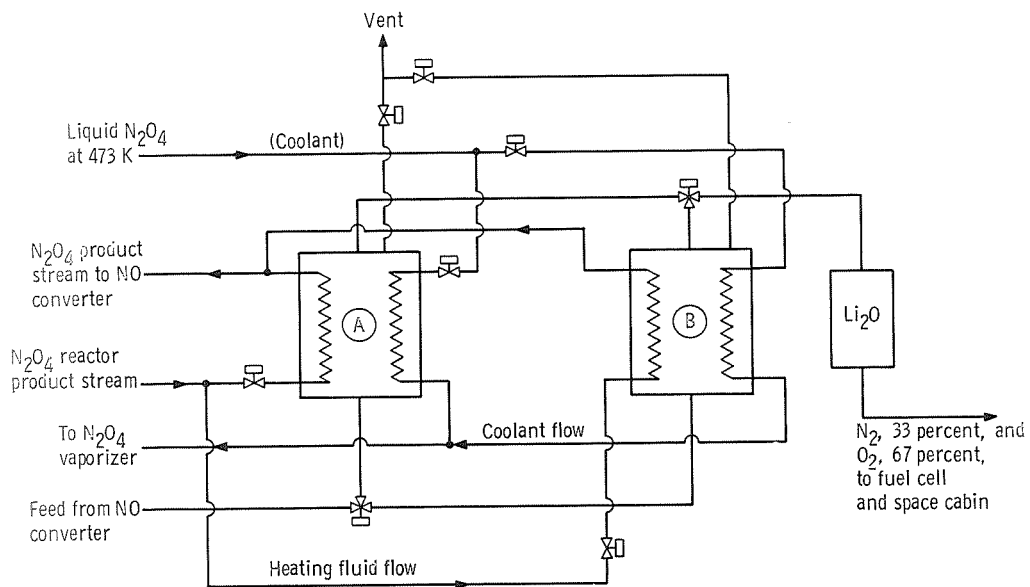 Vent
Liquid N₂O₄
at 473 K
(Coolant)
N₂O₄ product
stream to NO
converter
A
B
Li₂O
N₂O₄ reactor
product stream
To N₂O₄
vaporizer
Coolant flow
N₂, 33 percent, and
O₂, 67 percent,
to fuel cell
and space cabin
Feed from NO
converter
Heating fluid flow